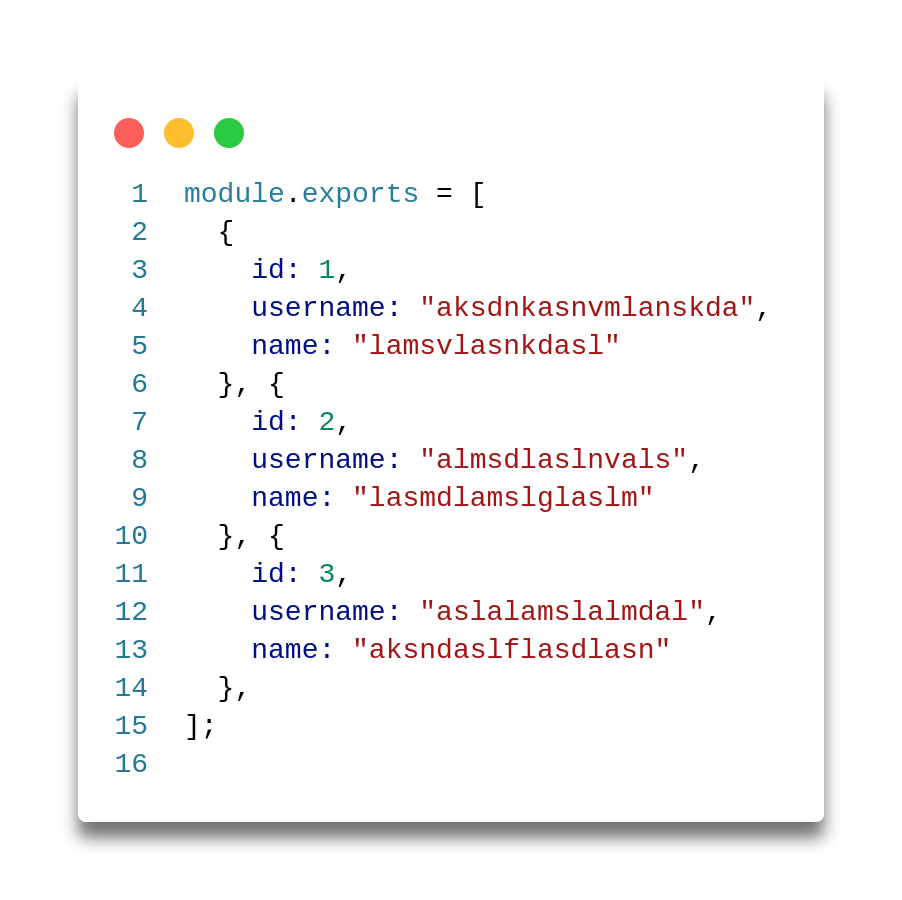 1 module.exports = [
2   {
3     id: 1,
4     username: "aksdnkasnvmlanskda",
5     name: "lamsvlasnkdasl"
6   }, {
7     id: 2,
8     username: "almsdlaslnvals",
9     name: "lasmdlamslglaslm"
10   }, {
11     id: 3,
12     username: "aslalamslalmdal",
13     name: "aksndaslflasdlasn"
14   },
15 ];
16